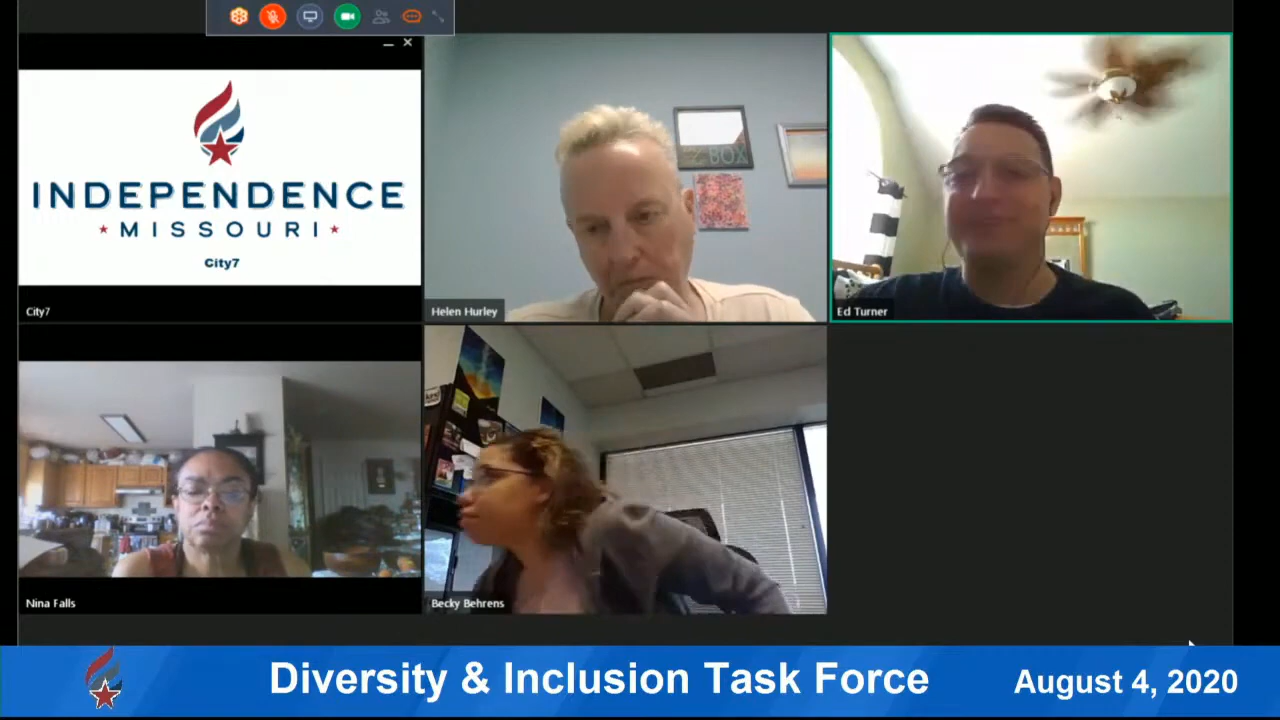 INDEPENDENCE
MISSOURI
City7
City7
Helen Hurley
Ed Turner
BOX
Nina Falls
Becky Behrens
Diversity & Inclusion Task Force
August 4, 2020